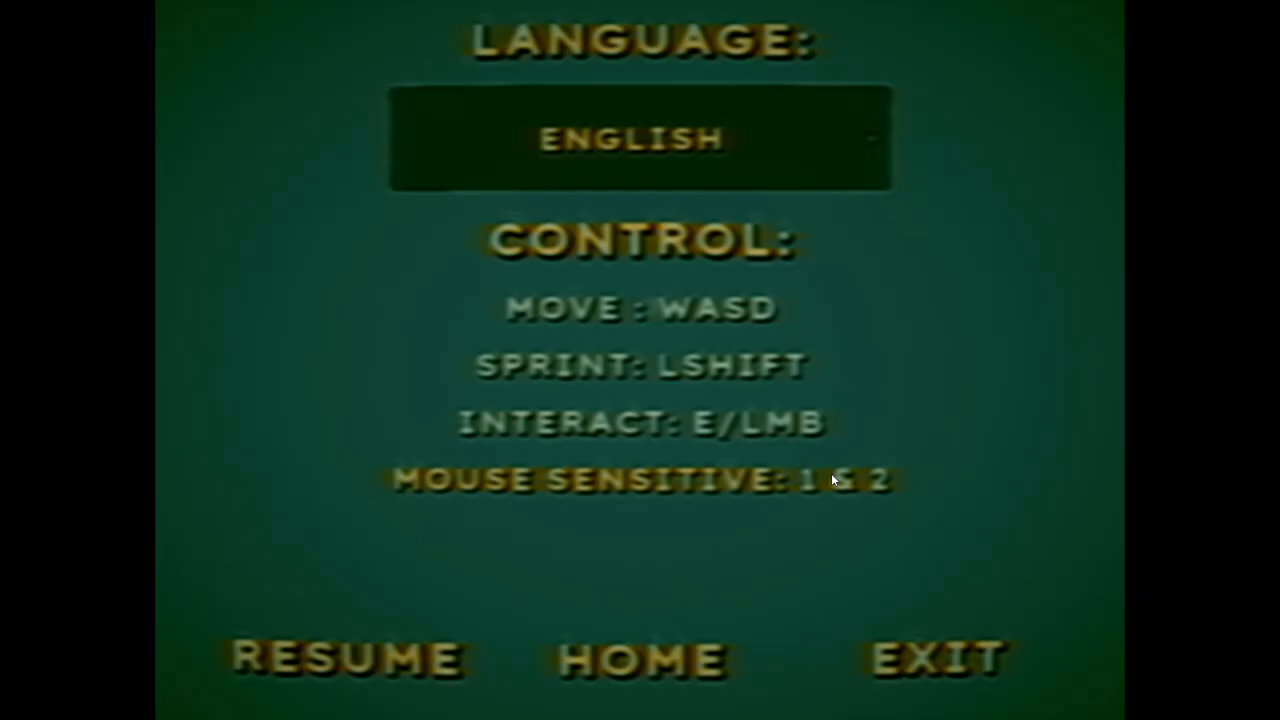 LANGUAGE:
ENGLISH
CONTROL:
MOVE : WASD
SPRINT: LSHIFT
INTERACT: E/LMB
MOUSE SENSITIVE: 1 & 2
RESUME HOME EXIT